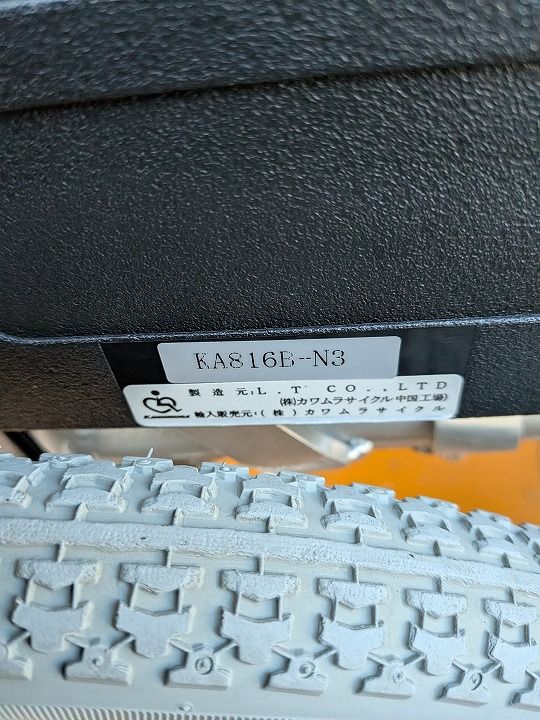 KA816B-N3
製造元:L.T CO.,LTD
(株)カワムラサイクル中国工場)
輸入販売元:(株)カワムラサイクル